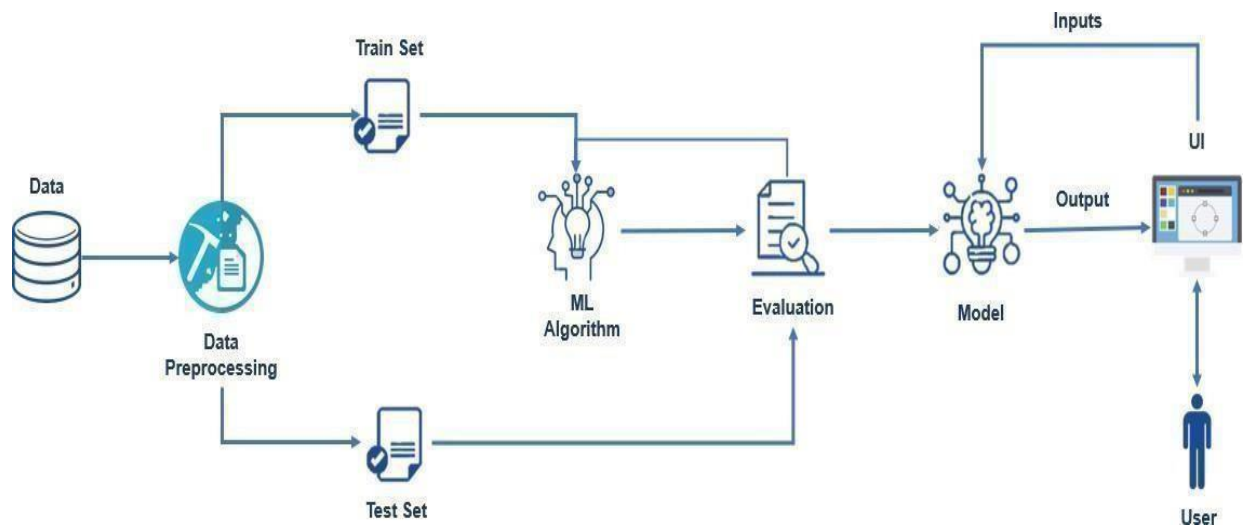 Inputs
Train Set
UI
Data
Output
ML
Algorithm
Evaluation
Model
Data
Preprocessing
Test Set
User